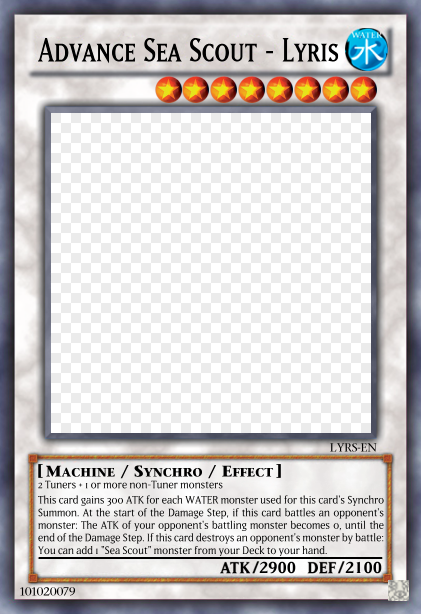 Advance Sea Scout - Lyris
WATER
水
LYRS-EN
[ Machine / Synchro / Effect ]
2 Tuners + 1 or more non-Tuner monsters
This card gains 300 ATK for each WATER monster used for this card's Synchro
Summon. At the start of the Damage Step, if this card battles an opponent's
monster: The ATK of your opponent's battling monster becomes 0, until the
end of the Damage Step. If this card destroys an opponent's monster by battle:
You can add 1 "Sea Scout" monster from your Deck to your hand.
ATK/2900 DEF/2100
101020079